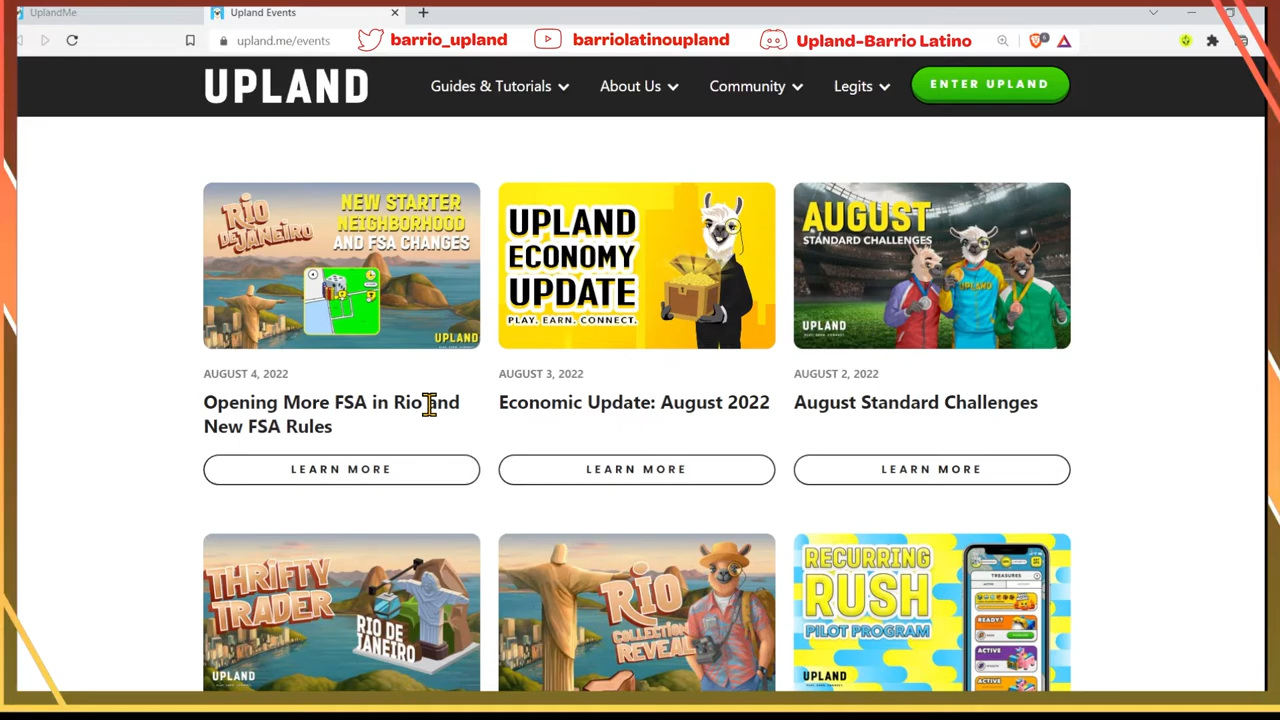 UplandMe
Upland Events
upland.me/events
barrio_upland
barriolatinoupland
Upland-Barrio Latino
UPLAND
Guides & Tutorials
About Us
Community
Legits
ENTER UPLAND
RIO
DE JANEIRO
NEW STARTER
NEIGHBORHOOD
AND FSA CHANGES
UPLAND
UPLAND
ECONOMY
UPDATE
PLAY. EARN. CONNECT.
AUGUST
STANDARD CHALLENGES
UPLAND
UPLAND
AUGUST 4, 2022
AUGUST 3, 2022
AUGUST 2, 2022
Opening More FSA in Rio and
New FSA Rules
Economic Update: August 2022
August Standard Challenges
LEARN MORE
LEARN MORE
LEARN MORE
THRIFTY
TRADER
RIO DE
JANEIRO
UPLAND
RIO
COLLECTION
REVEAL
RECURRING
RUSH
PILOT PROGRAM
UPLAND
TREASURES
READY?
ACTIVE
ACTIVE